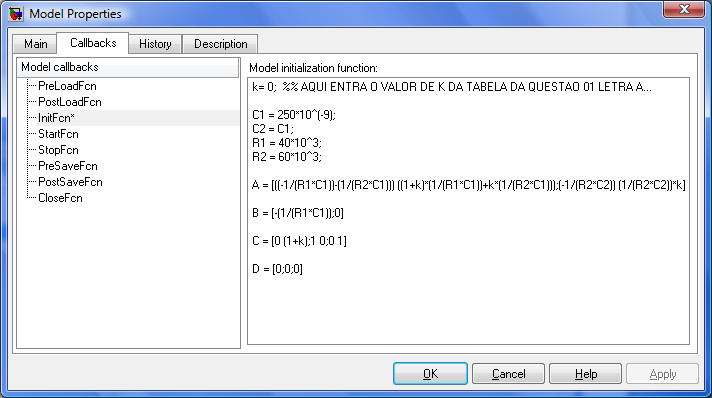 Model Properties
Main
Callbacks
History
Description
Model callbacks
PreLoadFcn
PostLoadFcn
InitFcn*
StartFcn
StopFcn
PreSaveFcn
PostSaveFcn
CloseFcn
Model initialization function:
k= 0;  %% AQUI ENTRA O VALOR DE K DA TABELA DA QUESTAO 01 LETRA A...
C1 = 250*10^(-9);
C2 = C1;
R1 = 40*10^3;
R2 = 60*10^3;
A = [((-1/(R1*C1))-(1/(R2*C1))) ((1+k)*(1/(R1*C1))+k*(1/(R2*C1)));(-1/(R2*C2)) (1/(R2*C2))*k]
B = [-(1/(R1*C1));0]
C = [0 (1+k);1 0;0 1]
D = [0;0;0]
OK
Cancel
Help
Apply